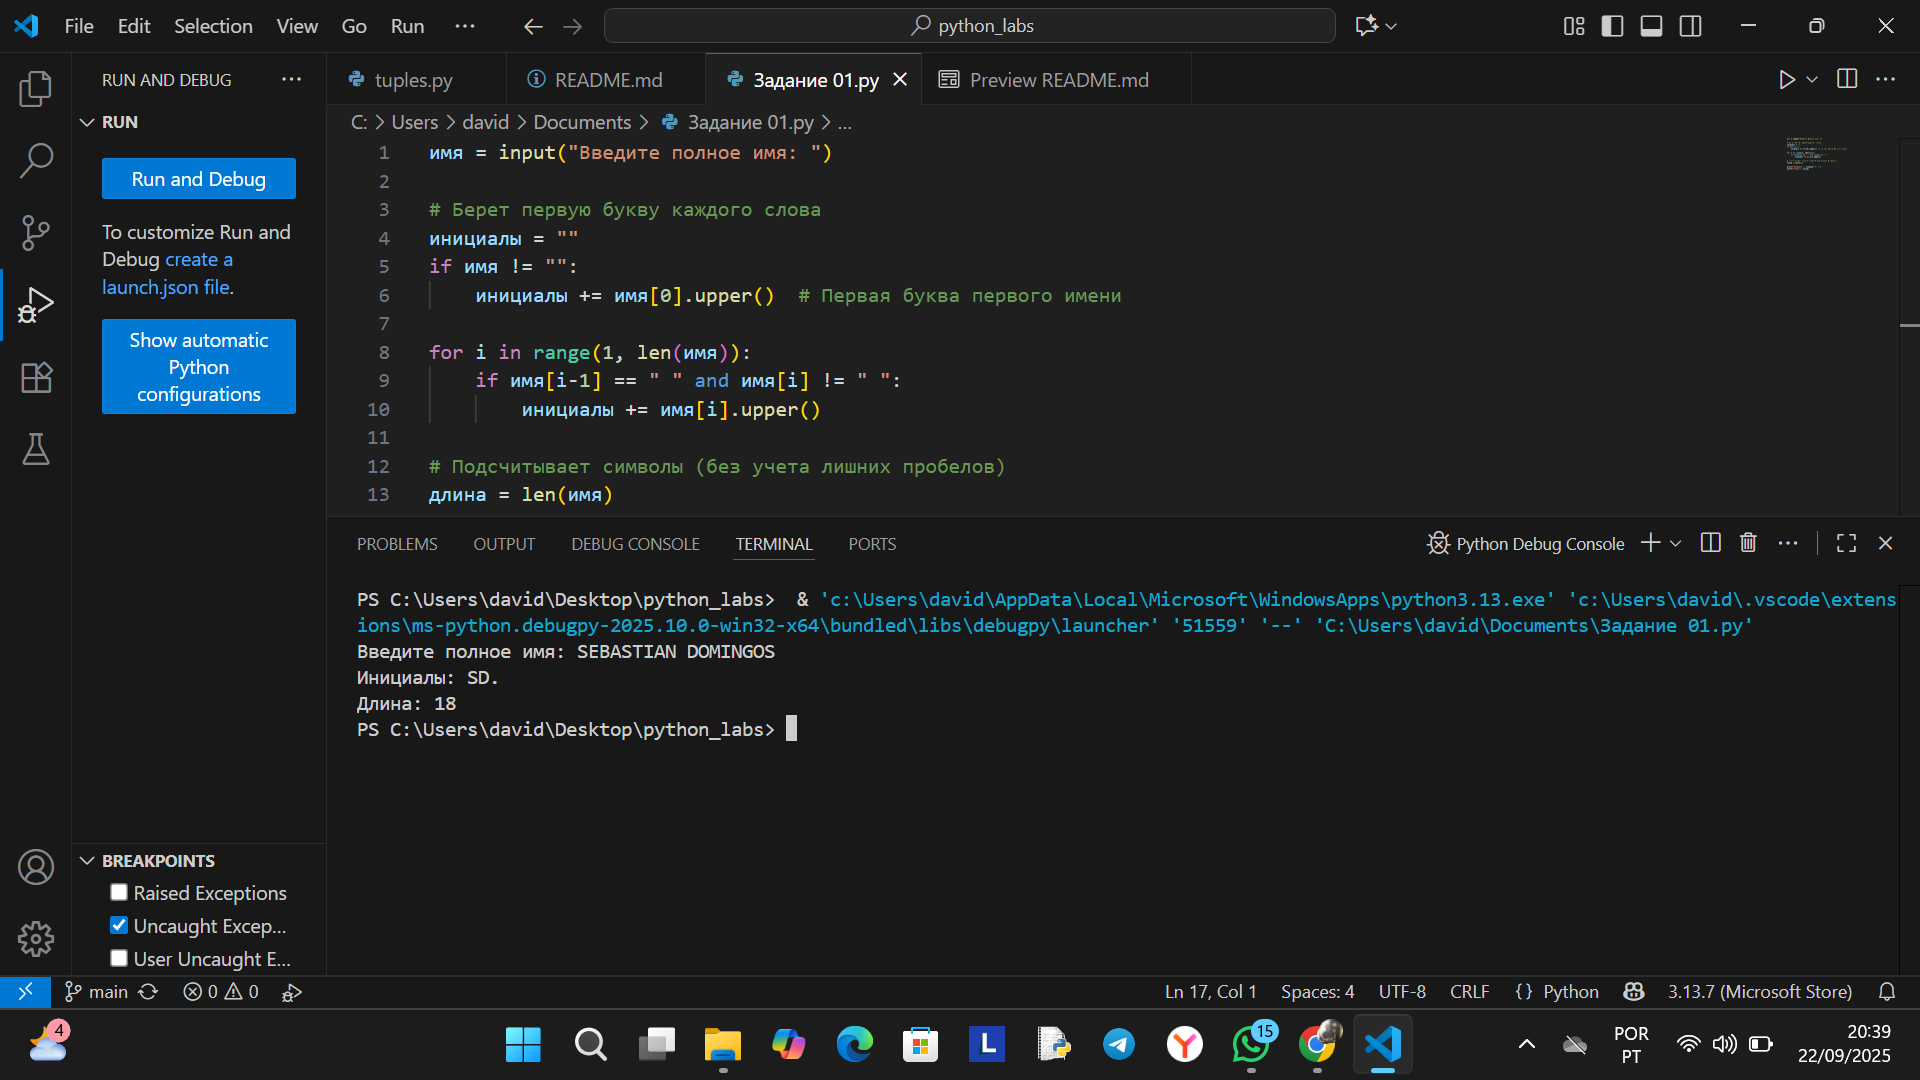 File Edit Selection View Go Run ··· python_labs
RUN AND DEBUG ···
RUN
Run and Debug
To customize Run and
Debug create a
launch.json file.
Show automatic
Python
configurations
BREAKPOINTS
Raised Exceptions
Uncaught Excep...
User Uncaught E...
tuples.py README.md Задание 01.py Preview README.md
C: > Users > david > Documents > Задание 01.py > ...
1 имя = input("Введите полное имя: ")
2
3 # Берет первую букву каждого слова
4 инициалы = ""
5 if имя != "":
6 инициалы += имя[0].upper() # Первая буква первого имени
7
8 for i in range(1, len(имя)):
9 if имя[i-1] == " " and имя[i] != " ":
10 инициалы += имя[i].upper()
11
12 # Подсчитывает символы (без учета лишних пробелов)
13 длина = len(имя)
PROBLEMS OUTPUT DEBUG CONSOLE TERMINAL PORTS Python Debug Console
PS C:\Users\david\Desktop\python_labs> & 'c:\Users\david\AppData\Local\Microsoft\WindowsApps\python3.13.exe' 'c:\Users\david\.vscode\extens
ions\ms-python.debugpy-2025.10.0-win32-x64\bundled\libs\debugpy\launcher' '51559' '--' 'C:\Users\david\Documents\Задание 01.py'
Введите полное имя: SEBASTIAN DOMINGOS
Инициалы: SD.
Длина: 18
PS C:\Users\david\Desktop\python_labs>
main 0 0 Ln 17, Col 1 Spaces: 4 UTF-8 CRLF {} Python 3.13.7 (Microsoft Store)
4 L Y 15 POR 20:39
PT 22/09/2025